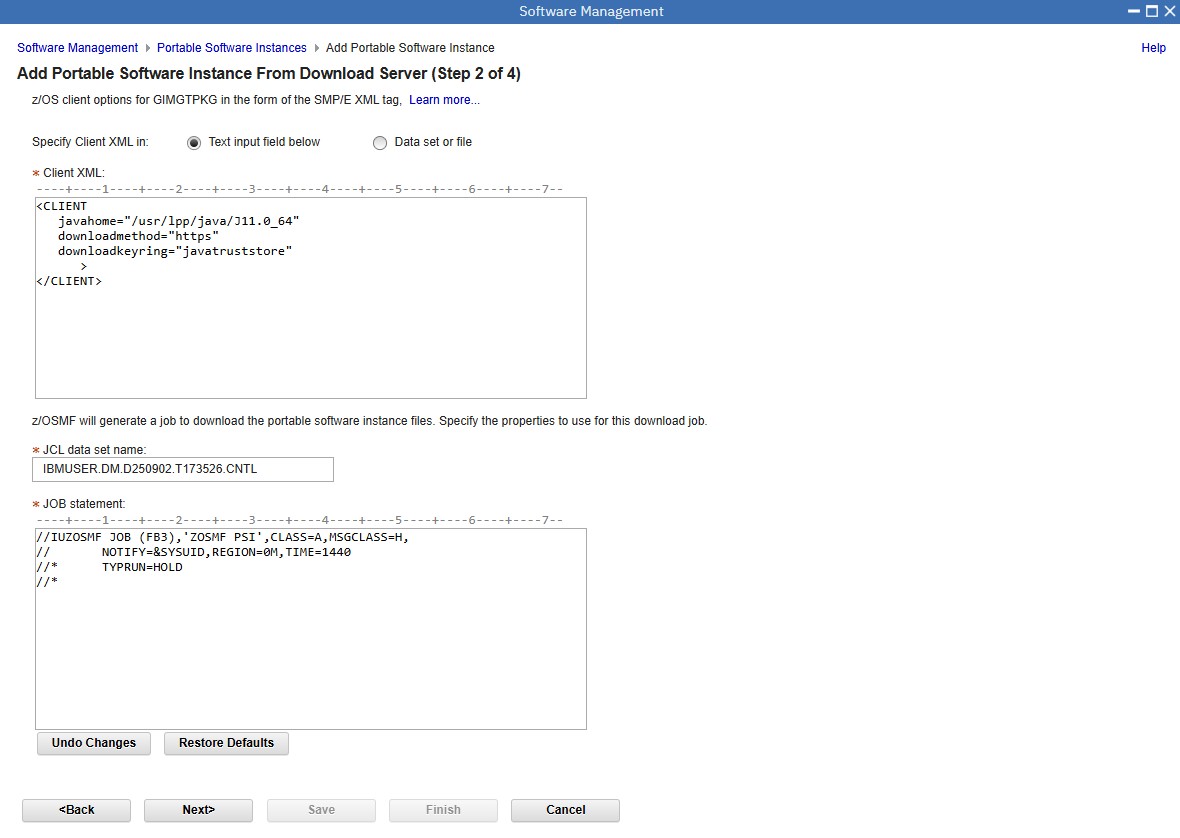 Software Management
Software Management Portable Software Instances Add Portable Software Instance Help
Add Portable Software Instance From Download Server (Step 2 of 4)
z/OS client options for GIMGTPKG in the form of the SMP/E XML tag, Learn more...
Specify Client XML in: Text input field below Data set or file
* Client XML:
----+----1----+----2----+----3----+----4----+----5----+----6----+----7--
<CLIENT
   javahome="/usr/lpp/java/J11.0_64"
   downloadmethod="https"
   downloadkeyring="javatruststore"
      >
</CLIENT>
z/OSMF will generate a job to download the portable software instance files. Specify the properties to use for this download job.
* JCL data set name:
IBMUSER.DM.D250902.T173526.CNTL
* JOB statement:
----+----1----+----2----+----3----+----4----+----5----+----6----+----7--
//IUZOSMF JOB (FB3),'ZOSMF PSI',CLASS=A,MSGCLASS=H,
//       NOTIFY=&SYSUID,REGION=0M,TIME=1440
//*      TYPRUN=HOLD
//*
Undo Changes Restore Defaults
<Back Next> Save Finish Cancel